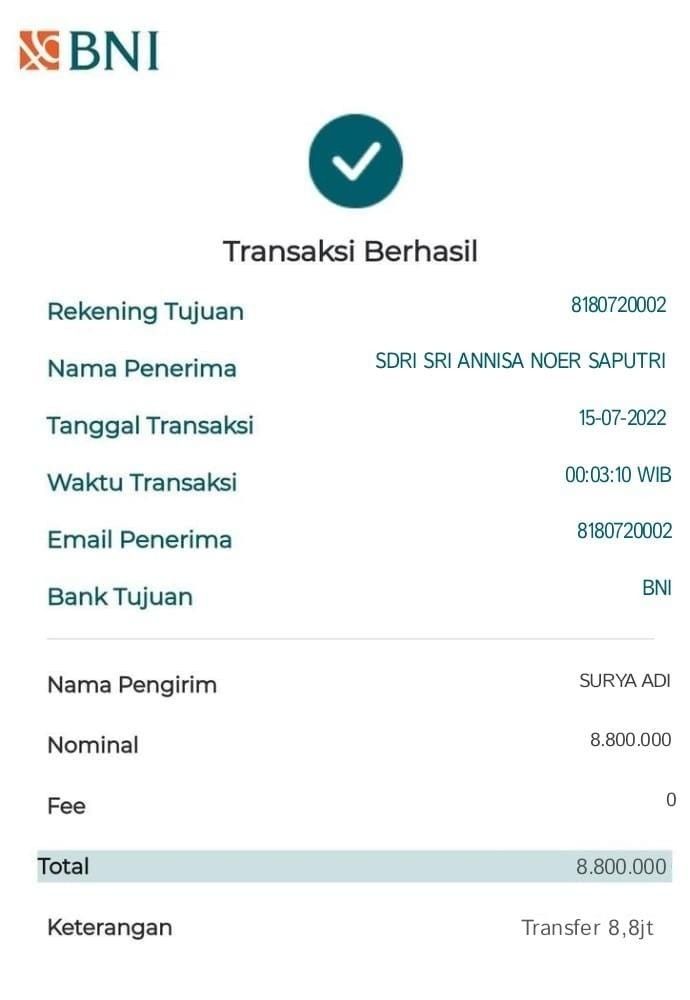 BNI
Transaksi Berhasil
Rekening Tujuan 8180720002
Nama Penerima SDRI SRI ANNISA NOER SAPUTRI
Tanggal Transaksi 15-07-2022
Waktu Transaksi 00:03:10 WIB
Email Penerima 8180720002
Bank Tujuan BNI
Nama Pengirim SURYA ADI
Nominal 8.800.000
Fee 0
Total 8.800.000
Keterangan Transfer 8,8jt